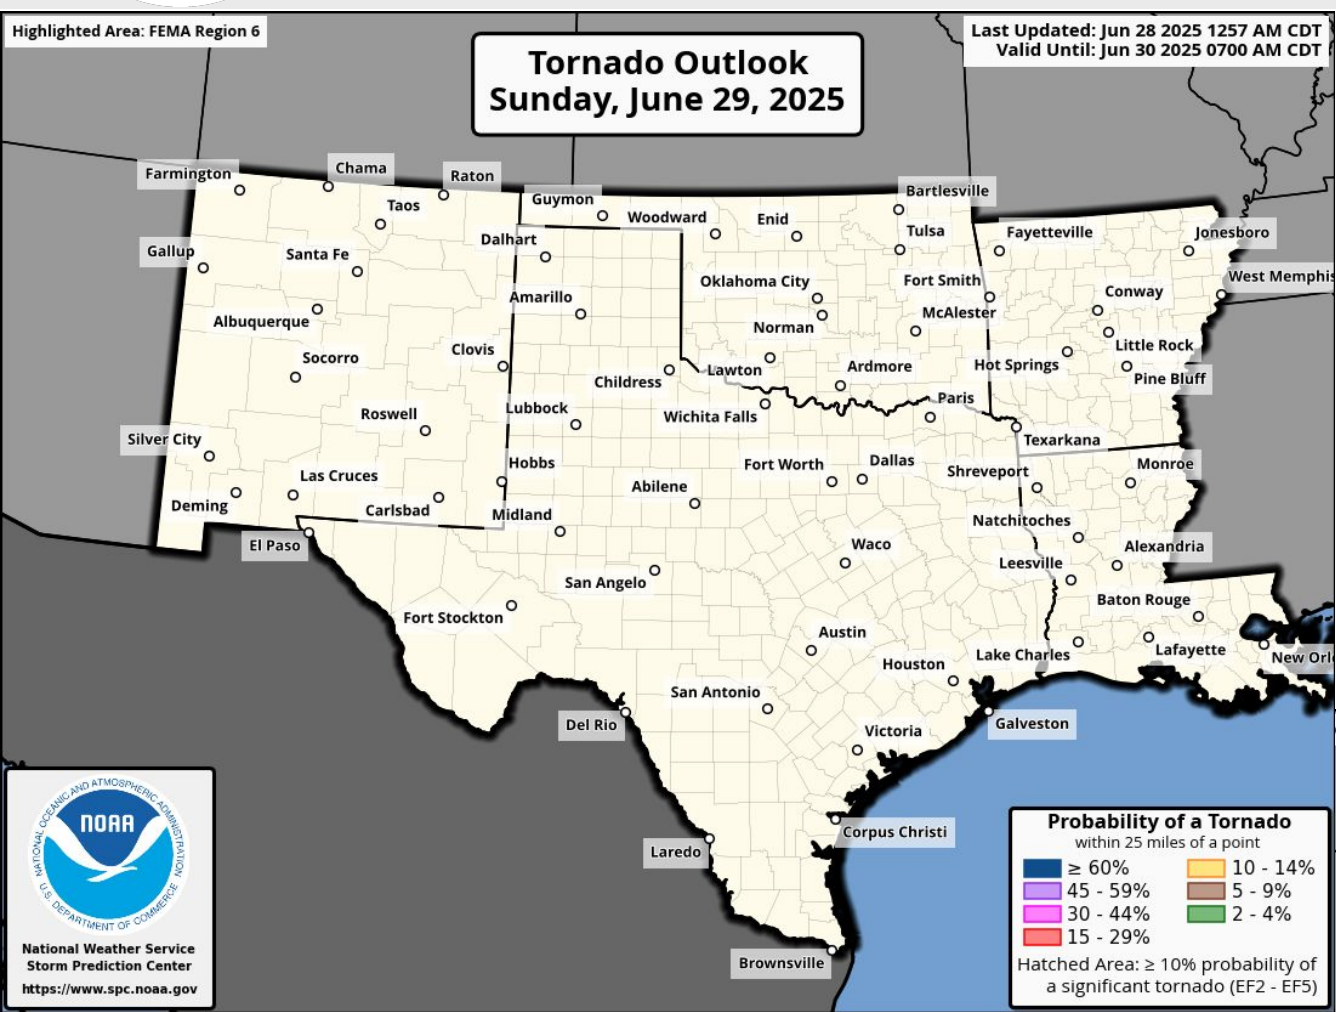 Highlighted Area: FEMA Region 6
Last Updated: Jun 28 2025 1257 AM CDT
Valid Until: Jun 30 2025 0700 AM CDT
Tornado Outlook
Sunday, June 29, 2025
Farmington
Chama
Raton
Taos
Guymon
Woodward
Enid
Bartlesville
Tulsa
Fayetteville
Jonesboro
Gallup
Santa Fe
Dalhart
Oklahoma City
Fort Smith
West Memphis
Conway
Albuquerque
Amarillo
Norman
McAlester
Little Rock
Socorro
Clovis
Childress
Lawton
Ardmore
Hot Springs
Pine Bluff
Roswell
Lubbock
Wichita Falls
Paris
Texarkana
Silver City
Las Cruces
Hobbs
Fort Worth
Dallas
Shreveport
Monroe
Deming
Carlsbad
Midland
Abilene
Natchitoches
El Paso
San Angelo
Waco
Leesville
Alexandria
Fort Stockton
Baton Rouge
Austin
Houston
Lake Charles
Lafayette
New Orl
Del Rio
San Antonio
Galveston
Victoria
Corpus Christi
Laredo
Brownsville
NATIONAL OCEANIC AND ATMOSPHERIC ADMINISTRATION
NOAA
U.S. DEPARTMENT OF COMMERCE
National Weather Service
Storm Prediction Center
https://www.spc.noaa.gov
Probability of a Tornado
within 25 miles of a point
≥ 60%
45 - 59%
30 - 44%
15 - 29%
10 - 14%
5 - 9%
2 - 4%
Hatched Area: ≥ 10% probability of
a significant tornado (EF2 - EF5)